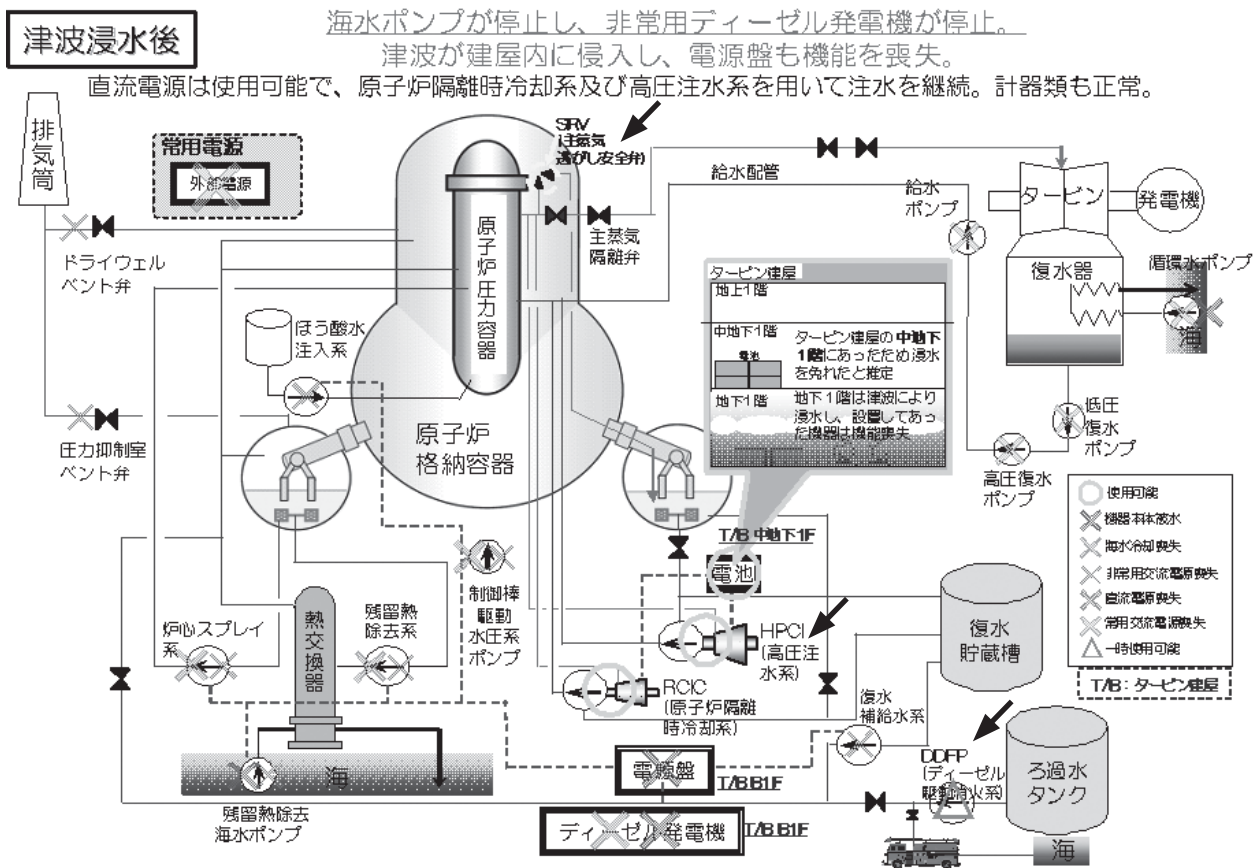 津波浸水後
海水ポンプが停止し、非常用ディーゼル発電機が停止。
津波が建屋内に侵入し、電源盤も機能を喪失。
直流電源は使用可能で、原子炉隔離時冷却系及び高圧注水系を用いて注水を継続。計器類も正常。
排気筒
常用電源
外部電源
SRV
(主蒸気
逃がし安全弁)
給水配管
給水
ポンプ
タービン
発電機
ドライウェル
ベント弁
原子炉圧力容器
主蒸気
隔離弁
復水器
循環水ポンプ
海
タービン建屋
地上1階
中地下1階
電池
タービン建屋の中地下
1階にあったため浸水
を免れたと推定
地下1階
地下1階は津波により
浸水し、設置してあっ
た機器は機能喪失
ほう酸水
注入系
圧力抑制室
ベント弁
原子炉
格納容器
低圧
復水
ポンプ
高圧復水
ポンプ
使用可能
機器本体被水
海水冷却喪失
非常用交流電源喪失
直流電源喪失
常用交流電源喪失
一時使用可能
T/B：タービン建屋
T/B 中地下1F
電池
制御棒
駆動
水圧系
ポンプ
炉心スプレイ
系
熱交換器
残留熱
除去系
HPCI
(高圧注
水系)
RCIC
(原子炉隔離
時冷却系)
復水
貯蔵槽
復水
補給水系
海
残留熱除去
海水ポンプ
電源盤
T/B B1F
ディーゼル発電機
T/B B1F
DDFP
(ディーゼル
駆動消火系)
ろ過水
タンク
海